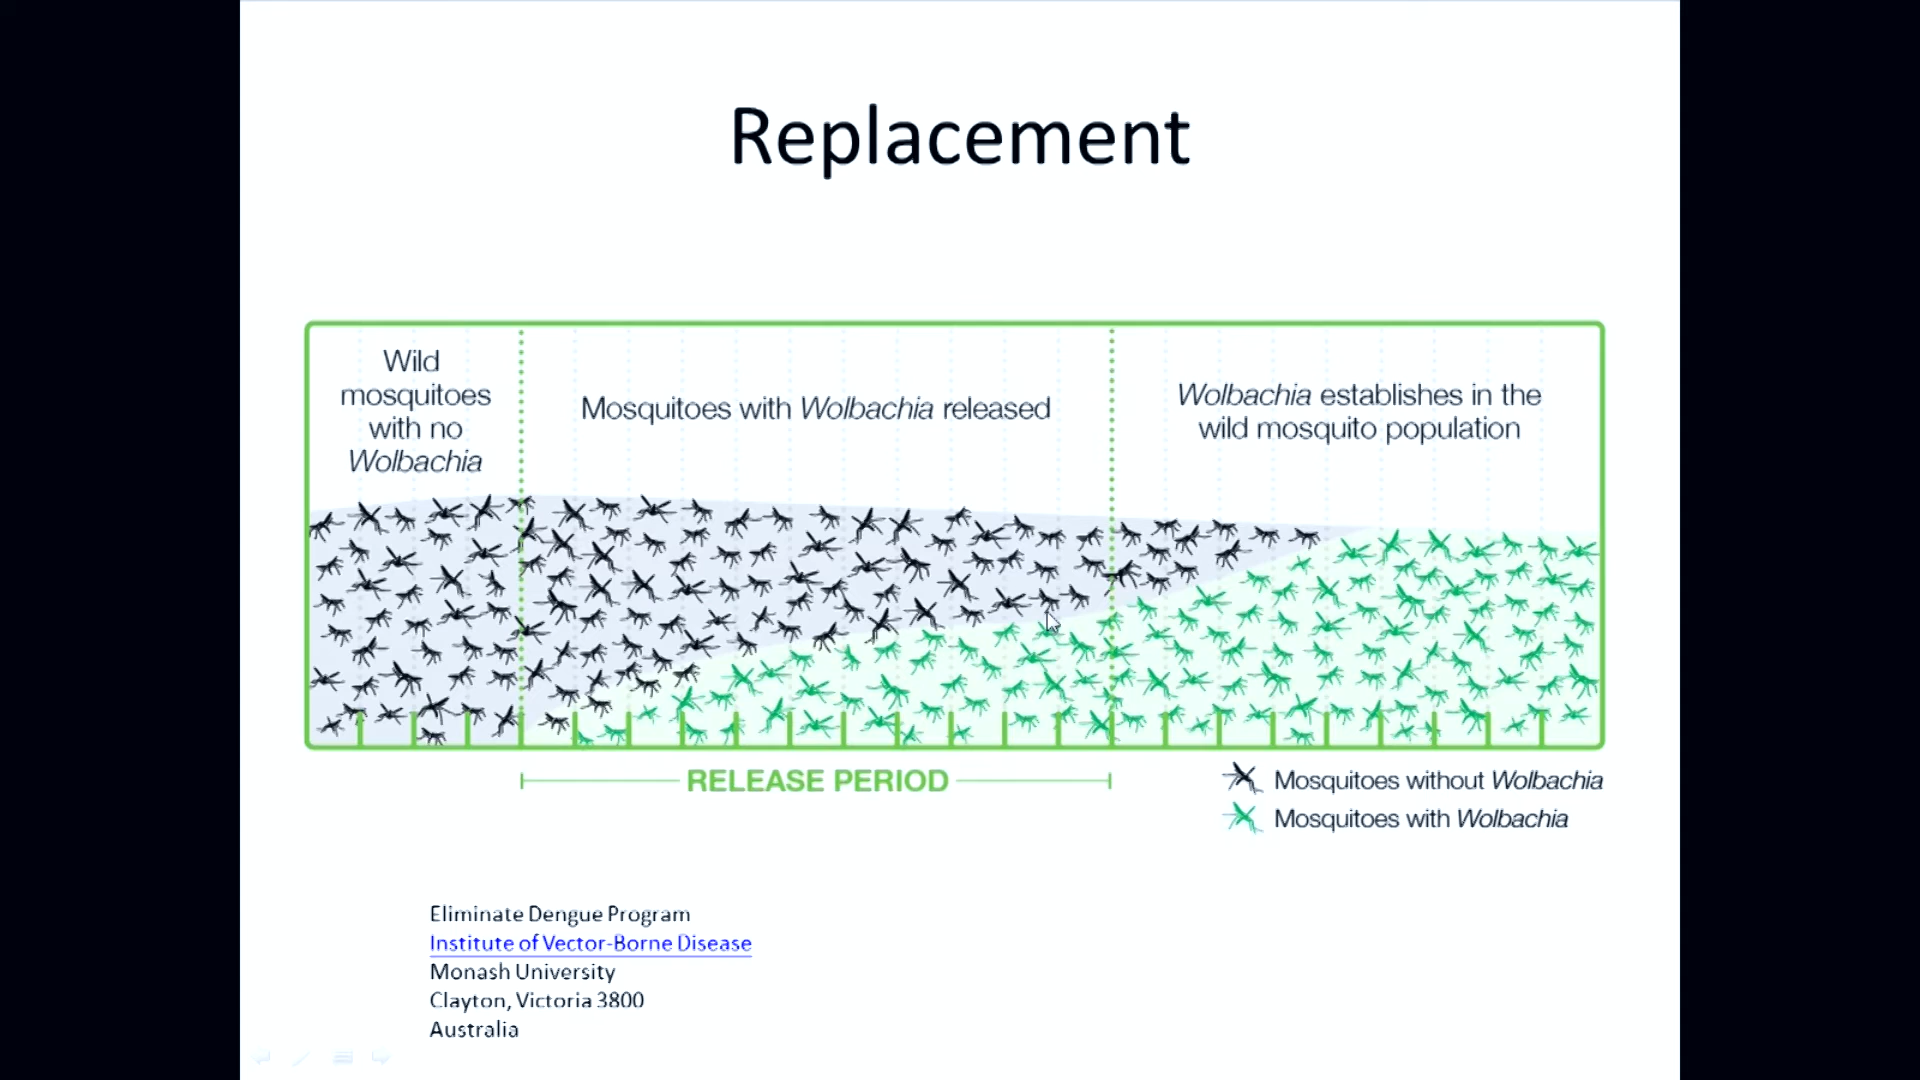 Replacement
Wild
mosquitoes
with no
Wolbachia
Mosquitoes with Wolbachia released
Wolbachia establishes in the
wild mosquito population
RELEASE PERIOD
Mosquitoes without Wolbachia
Mosquitoes with Wolbachia
Eliminate Dengue Program
Institute of Vector-Borne Disease
Monash University
Clayton, Victoria 3800
Australia